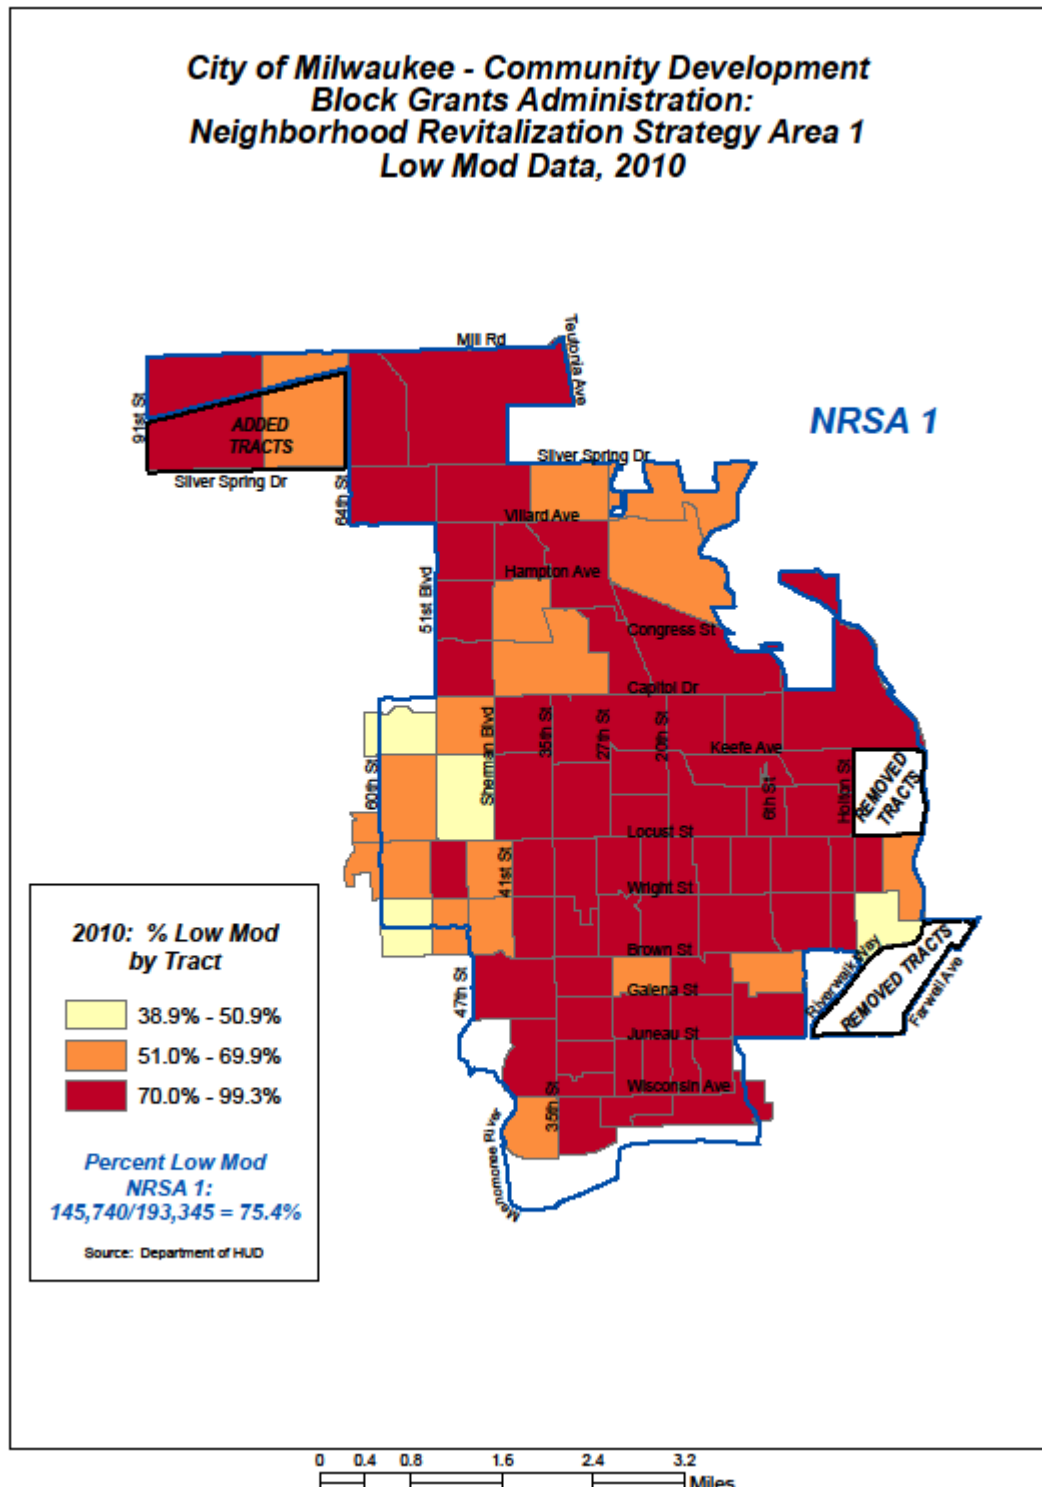 City of Milwaukee - Community Development
Block Grants Administration:
Neighborhood Revitalization Strategy Area 1
Low Mod Data, 2010
Mill Rd
Teutonia Ave
91st St
ADDED
TRACTS
NRSA 1
Silver Spring Dr
Silver Spring Dr
64th St
Villard Ave
Hampton Ave
51st Blvd
Congress St
Capitol Dr
Sherman Blvd
35th St
27th St
20th St
Keefe Ave
60th St
6th St
Holton St
REMOVED
TRACTS
Locust St
41st St
Wright St
Brown St
47th St
Galena St
Riverwalk Way
REMOVED TRACTS
Farwell Ave
Juneau St
Wisconsin Ave
35th St
Menomonee River
2010: % Low Mod
by Tract
38.9% - 50.9%
51.0% - 69.9%
70.0% - 99.3%
Percent Low Mod
NRSA 1:
145,740/193,345 = 75.4%
Source: Department of HUD
0 0.4 0.8 1.6 2.4 3.2
Miles